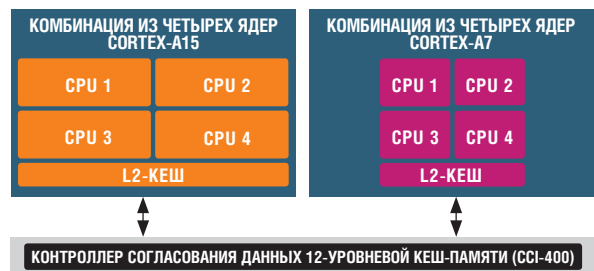 КОМБИНАЦИЯ ИЗ ЧЕТЫРЕХ ЯДЕР
CORTEX-A15
CPU 1
CPU 2
CPU 3
CPU 4
L2-КЕШ
КОМБИНАЦИЯ ИЗ ЧЕТЫРЕХ ЯДЕР
CORTEX-A7
CPU 1
CPU 2
CPU 3
CPU 4
L2-КЕШ
КОНТРОЛЛЕР СОГЛАСОВАНИЯ ДАННЫХ 12-УРОВНЕВОЙ КЕШ-ПАМЯТИ (CCI-400)